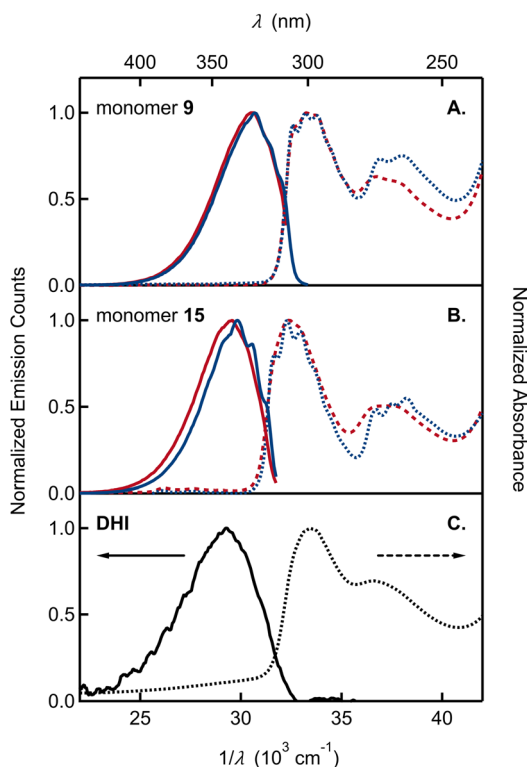 λ (nm)
400 350 300 250
monomer 9 A.
1.0
0.5
0.0
monomer 15 B.
1.0
0.5
0.0
DHI C.
1.0
0.5
0.0
25 30 35 40
1/λ (10³ cm⁻¹)
Normalized Emission Counts
Normalized Absorbance